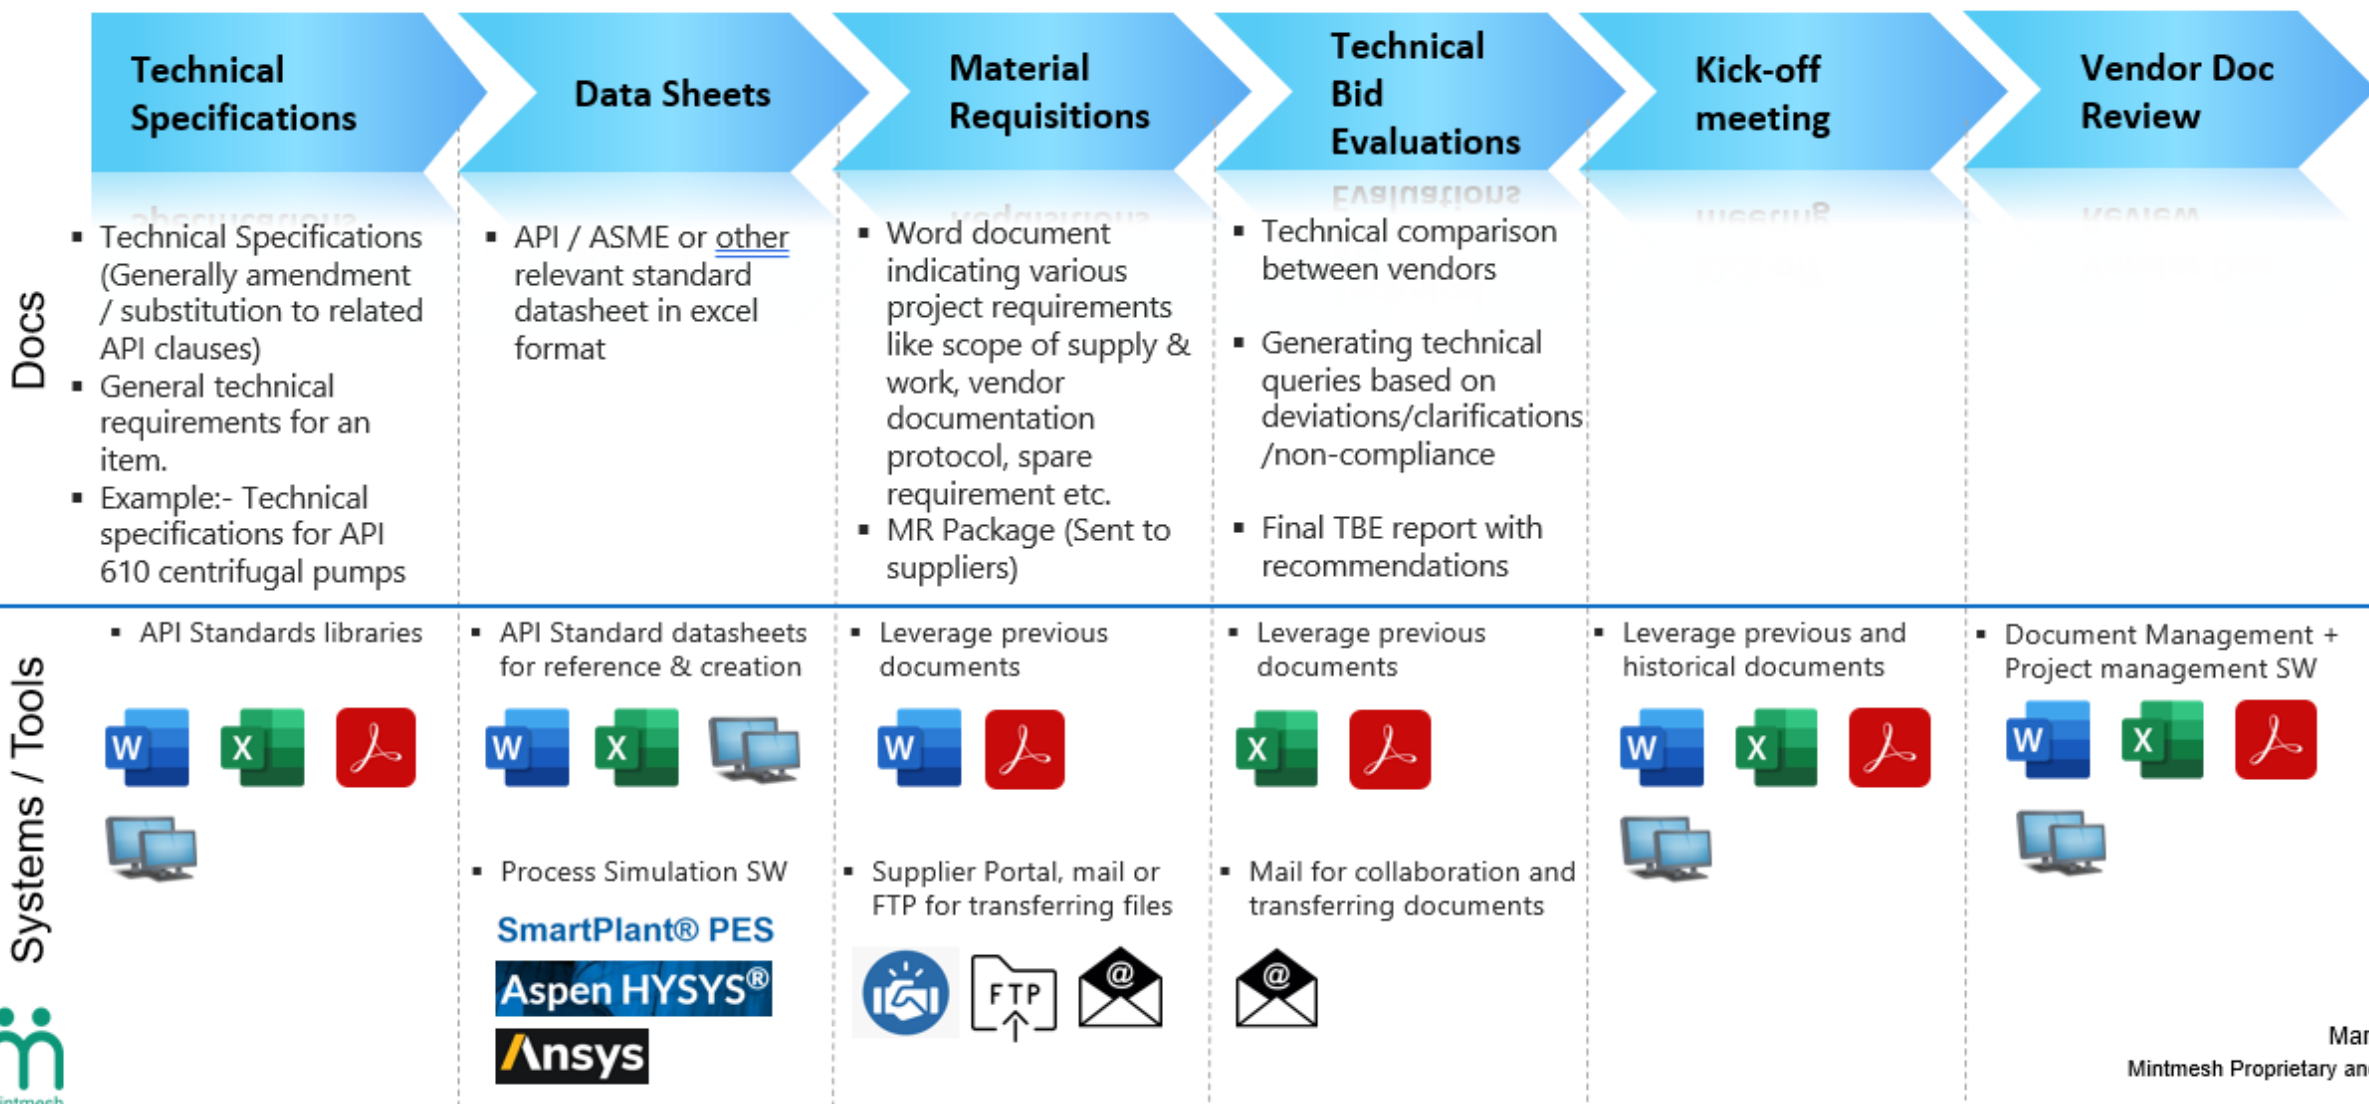 Technical
Specifications
Data Sheets
Material
Requisitions
Technical
Bid
Evaluations
Kick-off
meeting
Vendor Doc
Review
Docs
▪ Technical Specifications
(Generally amendment
/ substitution to related
API clauses)
▪ General technical
requirements for an
item.
▪ Example:- Technical
specifications for API
610 centrifugal pumps
▪ API / ASME or other
relevant standard
datasheet in excel
format
▪ Word document
indicating various
project requirements
like scope of supply &
work, vendor
documentation
protocol, spare
requirement etc.
▪ MR Package (Sent to
suppliers)
▪ Technical comparison
between vendors
▪ Generating technical
queries based on
deviations/clarifications
/non-compliance
▪ Final TBE report with
recommendations
Systems / Tools
▪ API Standards libraries
W
X
▪ API Standard datasheets
for reference & creation
W
X
▪ Process Simulation SW
SmartPlant® PES
Aspen HYSYS®
Ansys
▪ Leverage previous
documents
W
▪ Supplier Portal, mail or
FTP for transferring files
FTP
@
▪ Leverage previous
documents
X
▪ Mail for collaboration and
transferring documents
@
▪ Leverage previous and
historical documents
W
X
▪ Document Management +
Project management SW
W
X
Mintmesh Proprietary